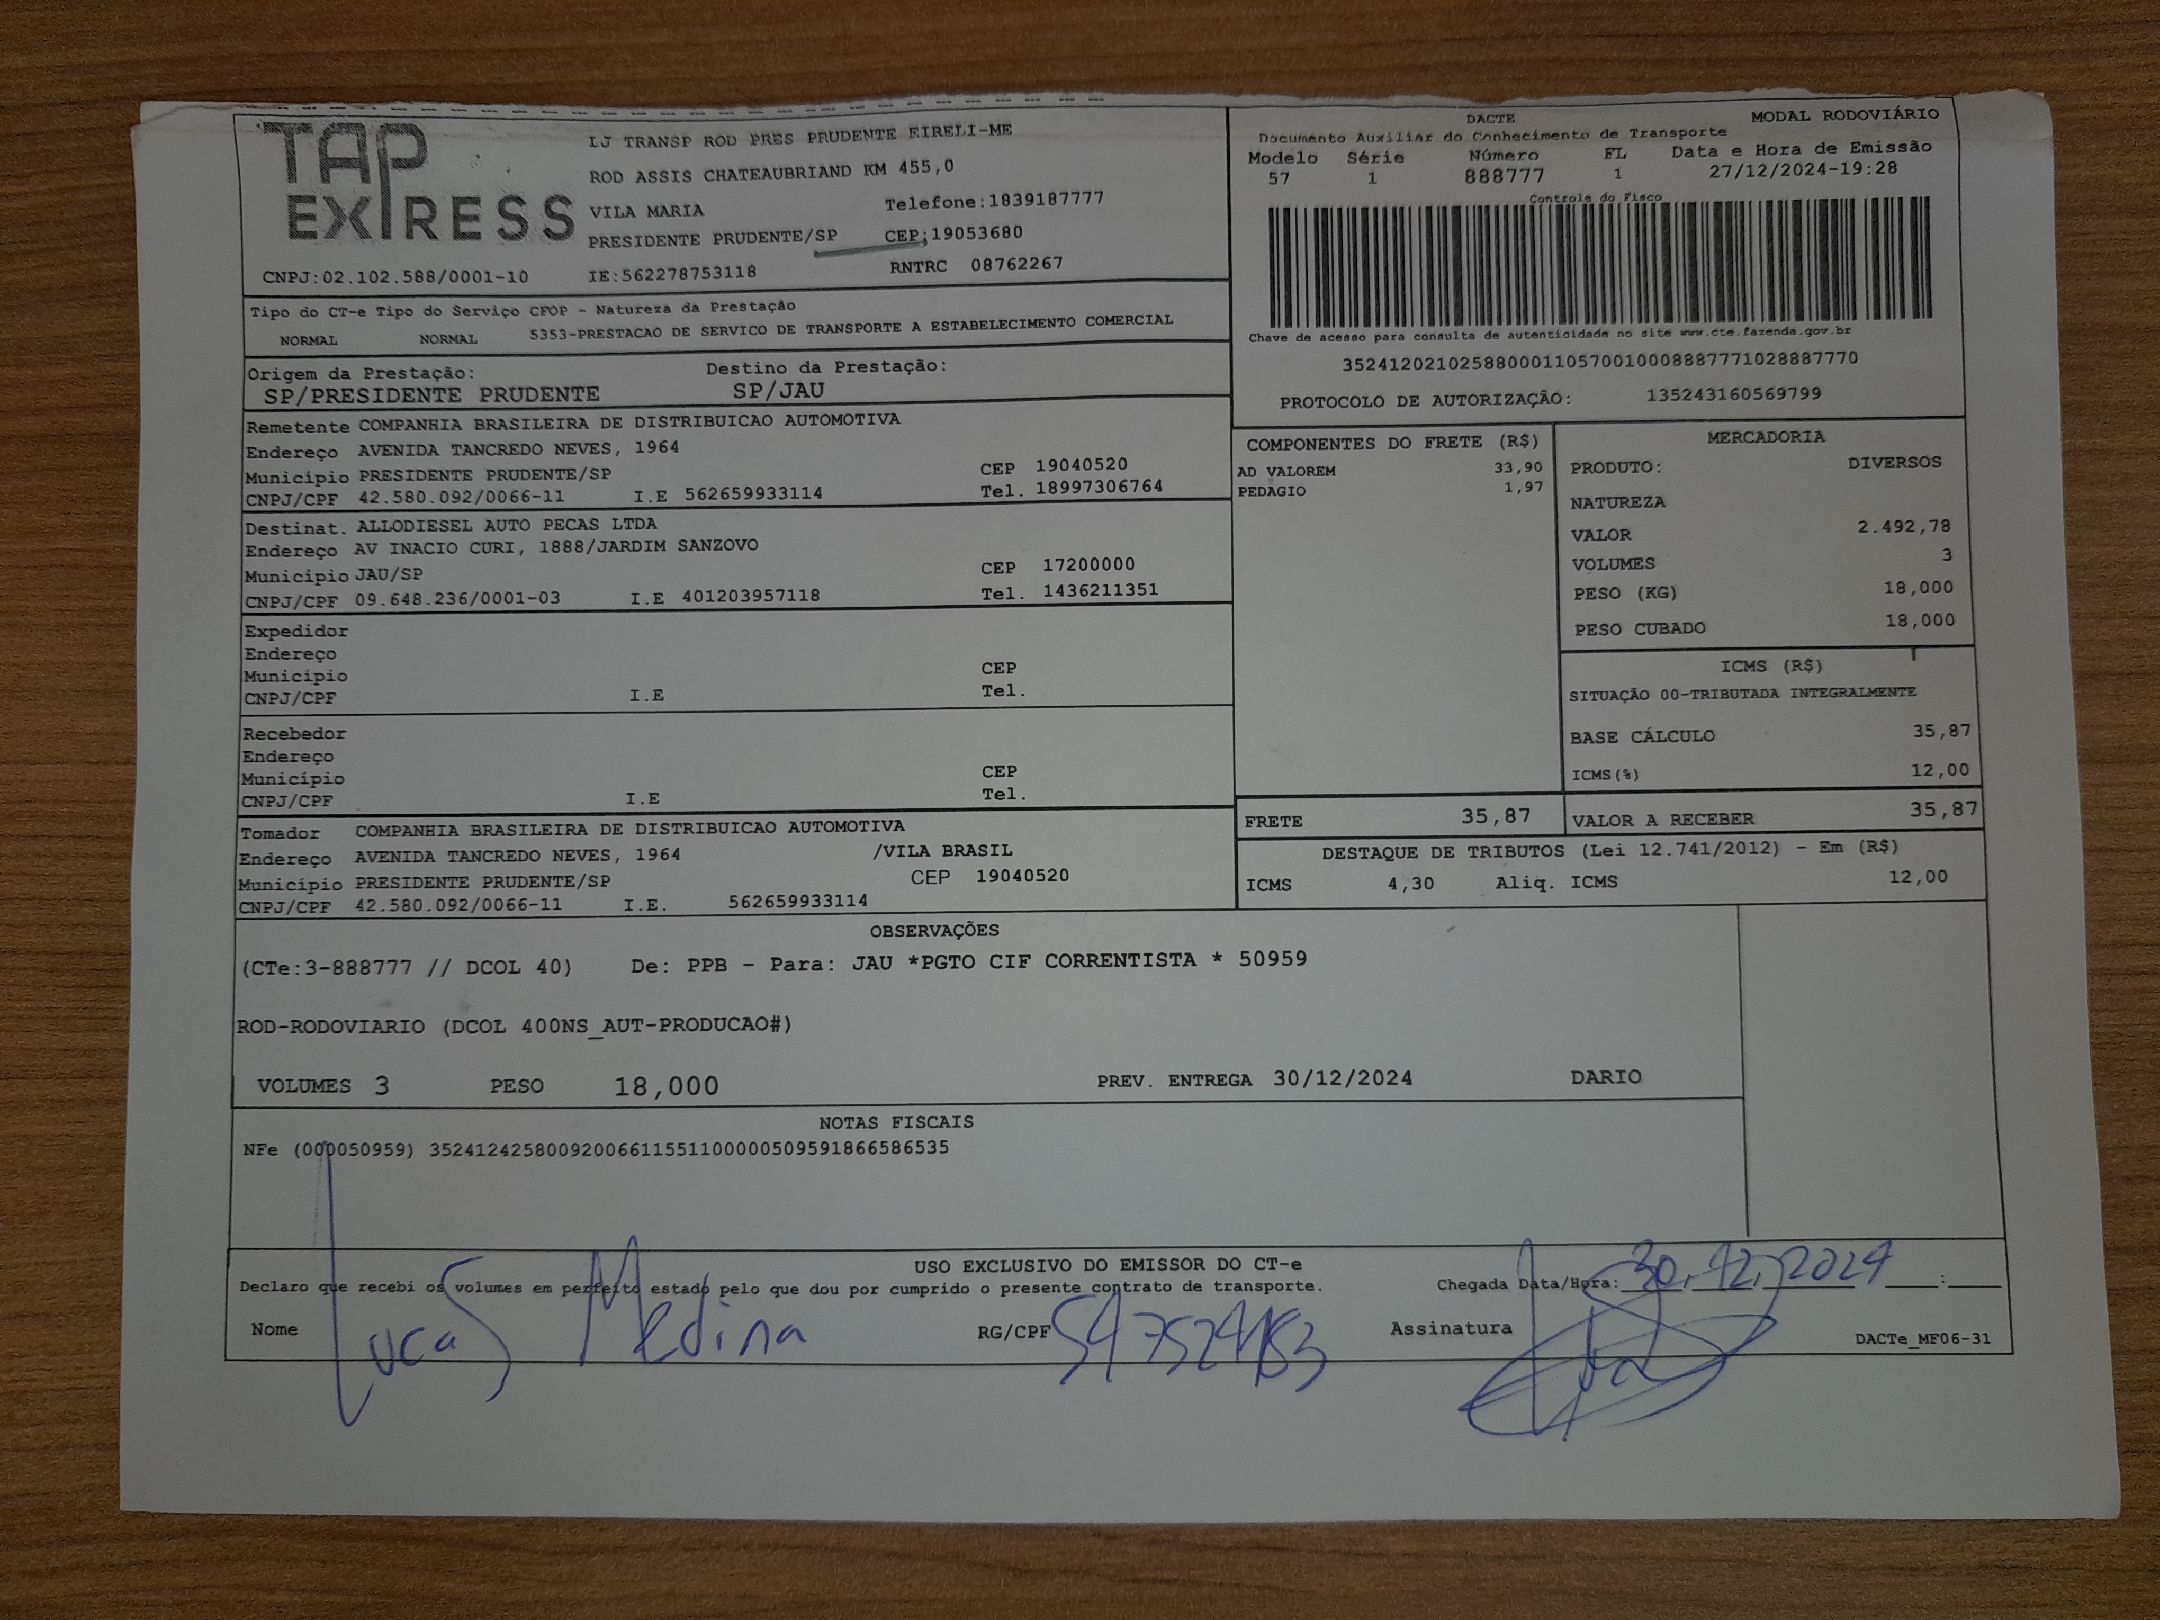 TAP EXPRESS
LJ TRANSP ROD PRES PRUDENTE EIRELI-ME
ROD ASSIS CHATEAUBRIAND KM 455,0
VILA MARIA Telefone:1839187777
PRESIDENTE PRUDENTE/SP CEP:19053680
CNPJ:02.102.588/0001-10 IE:562278753118 RNTRC 08762267
DACTE MODAL RODOVIÁRIO
Documento Auxiliar do Conhecimento de Transporte
Modelo Série Número FL Data e Hora de Emissão
57 1 888777 1 27/12/2024-19:28
Controle do Fisco
Chave de acesso para consulta de autenticidade no site www.cte.fazenda.gov.br
35241202102588000110570010008887771028887770
PROTOCOLO DE AUTORIZAÇÃO: 135243160569799
Tipo do CT-e Tipo do Serviço CFOP - Natureza da Prestação
NORMAL NORMAL 5353-PRESTACAO DE SERVICO DE TRANSPORTE A ESTABELECIMENTO COMERCIAL
Origem da Prestação: Destino da Prestação:
SP/PRESIDENTE PRUDENTE SP/JAU
Remetente COMPANHIA BRASILEIRA DE DISTRIBUICAO AUTOMOTIVA
Endereço AVENIDA TANCREDO NEVES, 1964
Município PRESIDENTE PRUDENTE/SP CEP 19040520
CNPJ/CPF 42.580.092/0066-11 I.E 562659933114 Tel. 18997306764
Destinat. ALLODIESEL AUTO PECAS LTDA
Endereço AV INACIO CURI, 1888/JARDIM SANZOVO
Município JAU/SP CEP 17200000
CNPJ/CPF 09.648.236/0001-03 I.E 401203957118 Tel. 1436211351
Expedidor
Endereço
Município CEP
CNPJ/CPF I.E Tel.
Recebedor
Endereço
Município CEP
CNPJ/CPF I.E Tel.
Tomador COMPANHIA BRASILEIRA DE DISTRIBUICAO AUTOMOTIVA
Endereço AVENIDA TANCREDO NEVES, 1964 /VILA BRASIL
Município PRESIDENTE PRUDENTE/SP CEP 19040520
CNPJ/CPF 42.580.092/0066-11 I.E. 562659933114
COMPONENTES DO FRETE (R$)
AD VALOREM 33,90
PEDAGIO 1,97
FRETE 35,87
MERCADORIA
PRODUTO: DIVERSOS
NATUREZA
VALOR 2.492,78
VOLUMES 3
PESO (KG) 18,000
PESO CUBADO 18,000
ICMS (R$)
SITUAÇÃO 00-TRIBUTADA INTEGRALMENTE
BASE CÁLCULO 35,87
ICMS(%) 12,00
VALOR A RECEBER 35,87
DESTAQUE DE TRIBUTOS (Lei 12.741/2012) - Em (R$)
ICMS 4,30 Aliq. ICMS 12,00
OBSERVAÇÕES
(CTe:3-888777 // DCOL 40) De: PPB - Para: JAU *PGTO CIF CORRENTISTA * 50959
ROD-RODOVIARIO (DCOL 400NS_AUT-PRODUCAO#)
VOLUMES 3 PESO 18,000 PREV. ENTREGA 30/12/2024 DARIO
NOTAS FISCAIS
NFe (000050959) 35241242580092006611551100000509591866586535
USO EXCLUSIVO DO EMISSOR DO CT-e
Declaro que recebi os volumes em perfeito estado pelo que dou por cumprido o presente contrato de transporte. Chegada Data/Hora: 30,12,2024 :
Nome Lucas Medina RG/CPF Assinatura
DACTe_MF06-31